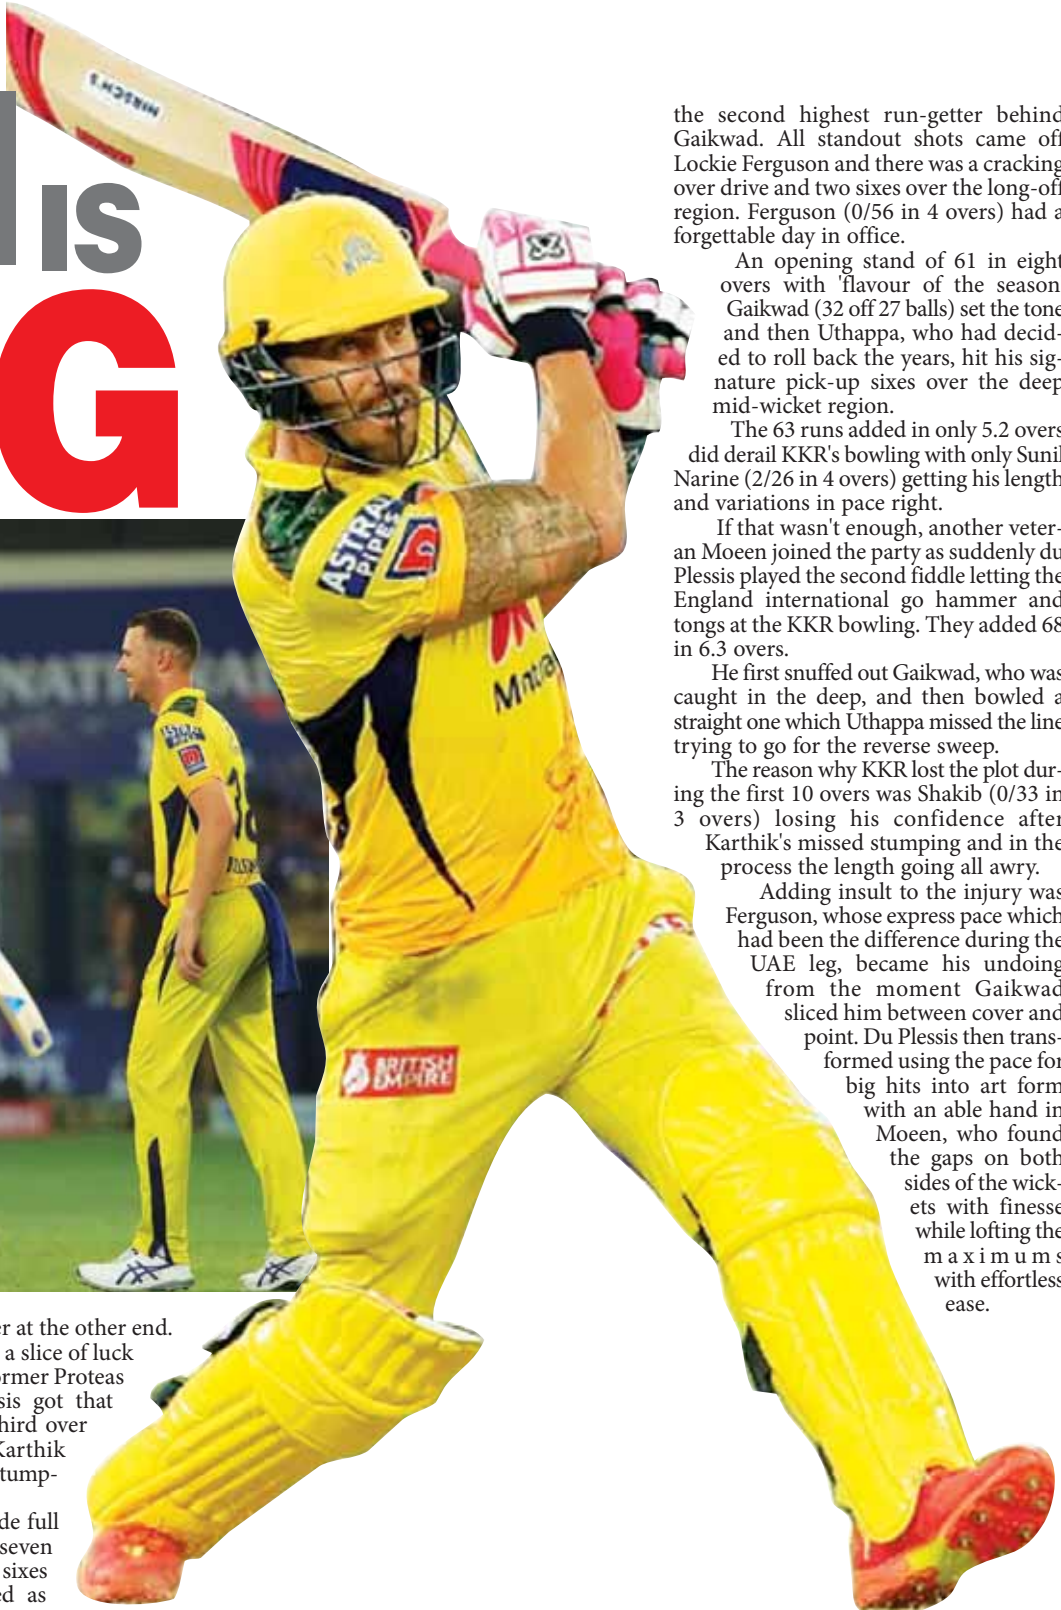 IS
G
HIRSCH'S
ASTRAL
PIPES
Mntra
BRITISH
EMPIRE
38
er at the other end.
a slice of luck
ormer Proteas
sis got that
hird over
Karthik
tump-
de full
seven
sixes
ed as
the second highest run-getter behind
Gaikwad. All standout shots came off
Lockie Ferguson and there was a cracking
over drive and two sixes over the long-off
region. Ferguson (0/56 in 4 overs) had a
forgettable day in office.
An opening stand of 61 in eight
overs with 'flavour of the season
Gaikwad (32 off 27 balls) set the tone
and then Uthappa, who had decid-
ed to roll back the years, hit his sig-
nature pick-up sixes over the deep
mid-wicket region.
The 63 runs added in only 5.2 overs
did derail KKR's bowling with only Sunil
Narine (2/26 in 4 overs) getting his length
and variations in pace right.
If that wasn't enough, another veter-
an Moeen joined the party as suddenly du
Plessis played the second fiddle letting the
England international go hammer and
tongs at the KKR bowling. They added 68
in 6.3 overs.
He first snuffed out Gaikwad, who was
caught in the deep, and then bowled a
straight one which Uthappa missed the line
trying to go for the reverse sweep.
The reason why KKR lost the plot dur-
ing the first 10 overs was Shakib (0/33 in
3 overs) losing his confidence after
Karthik's missed stumping and in the
process the length going all awry.
Adding insult to the injury was
Ferguson, whose express pace which
had been the difference during the
UAE leg, became his undoing
from the moment Gaikwad
sliced him between cover and
point. Du Plessis then trans-
formed using the pace for
big hits into art form
with an able hand in
Moeen, who found
the gaps on both
sides of the wick-
ets with finesse
while lofting the
maximums
with effortless
ease.